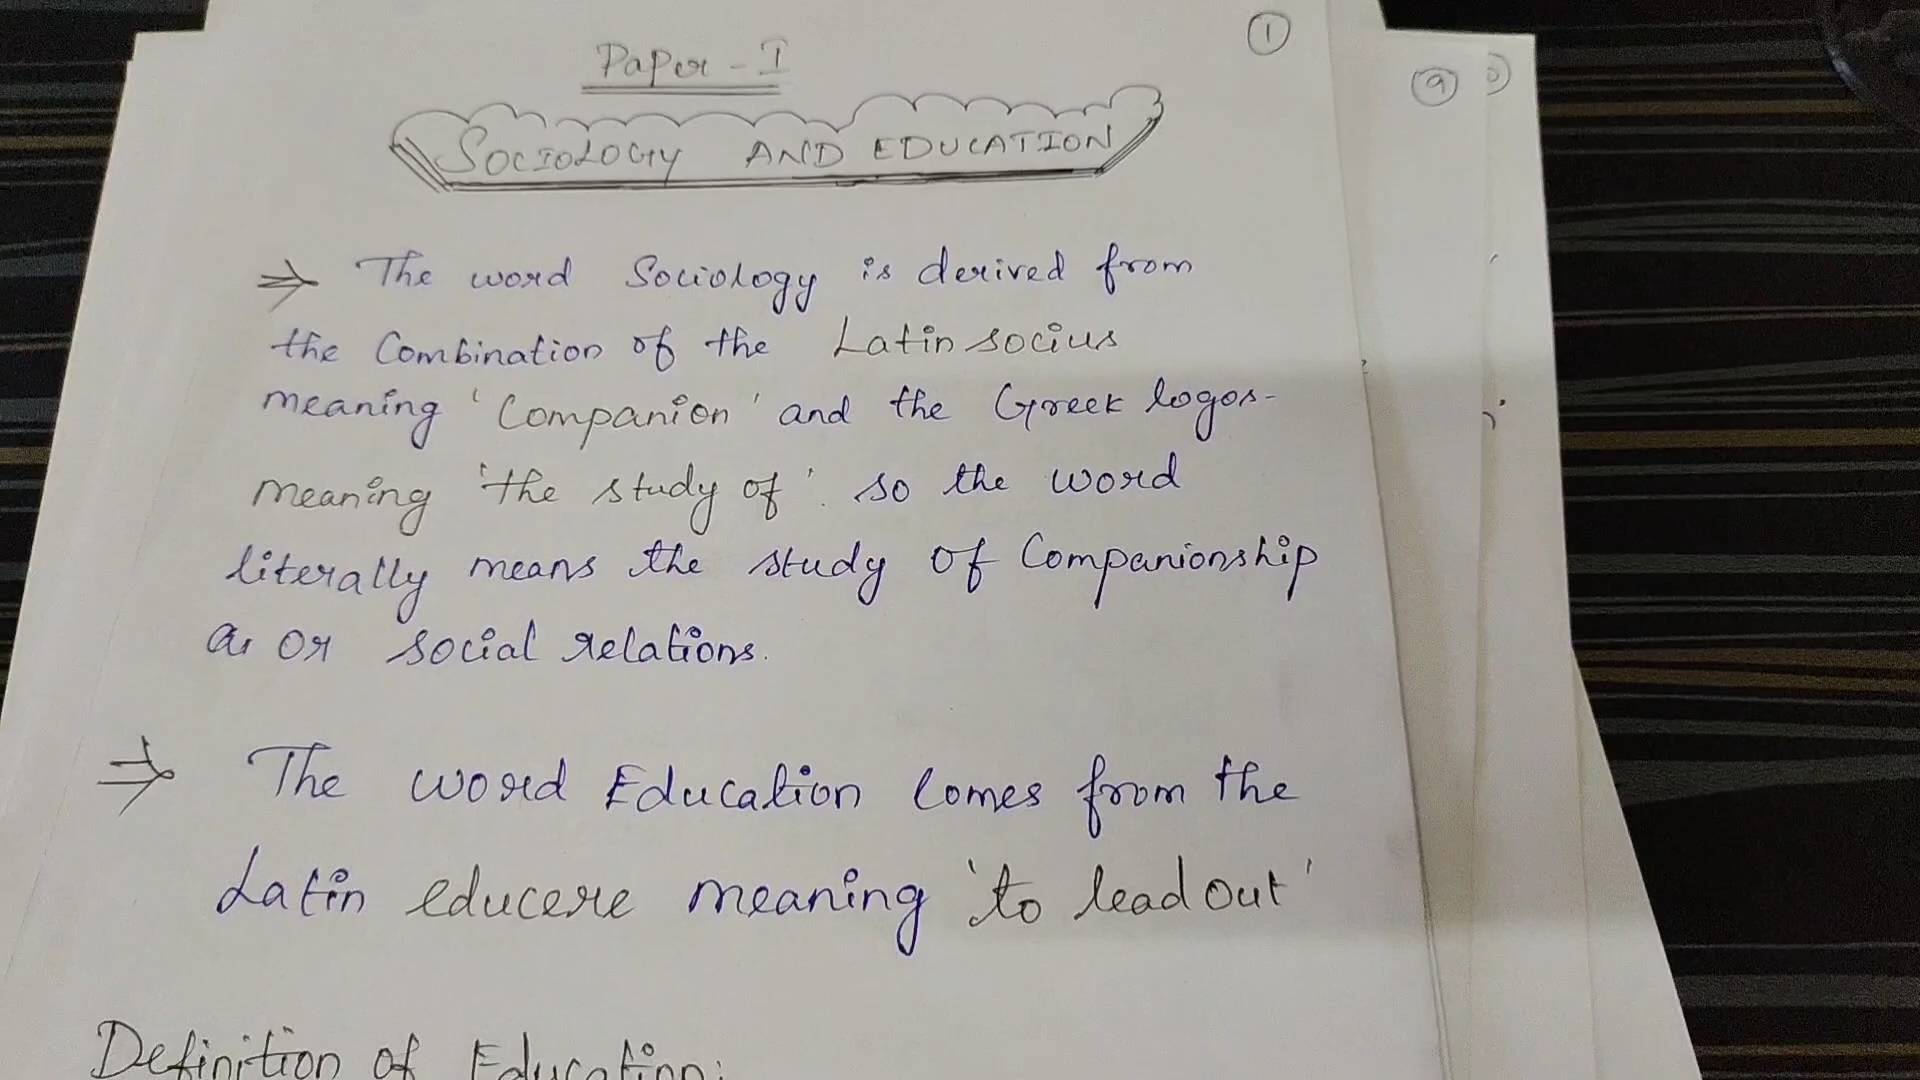 ①
Paper - I
SOCIOLOGY AND EDUCATION
⇒ The word Sociology is derived from
the Combination of the Latin socius
meaning 'Companion' and the Greek logos-
meaning 'the study of'. so the word
literally means the study of Companionship
or social relations.
⇒ The word Education Comes from the
Latin educere meaning 'to lead out'
Definition of Education:
⑨